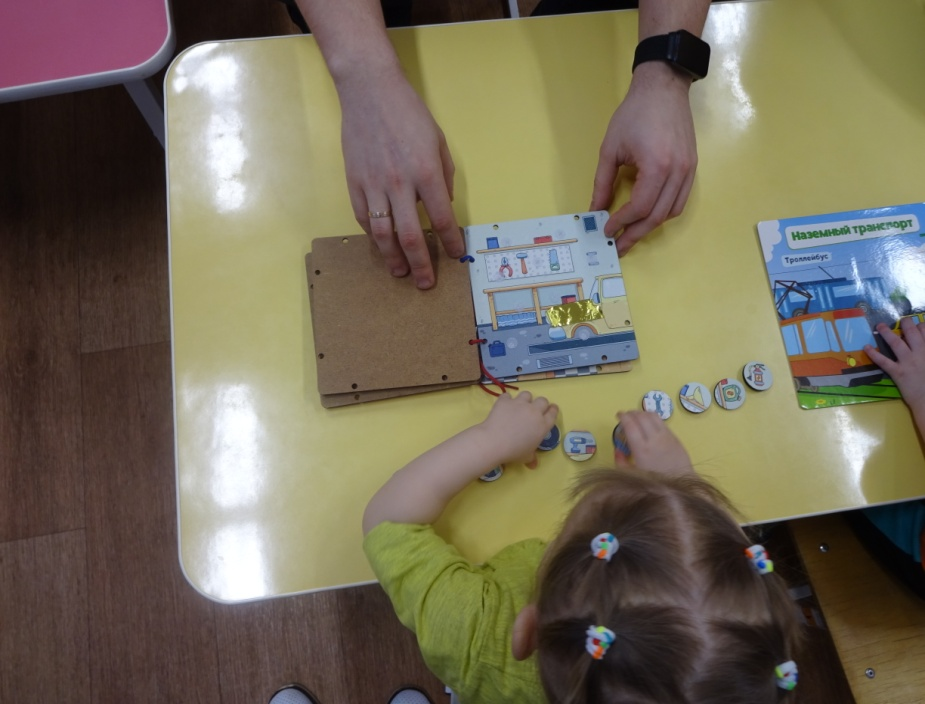 Наземный транспорт
Троллейбус